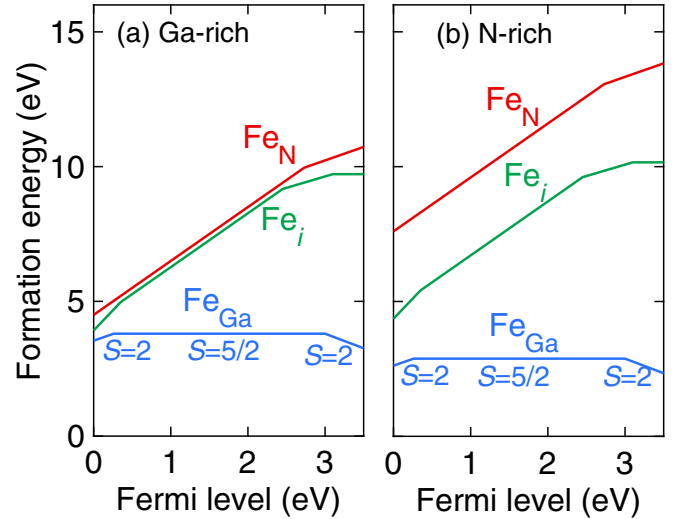 (a) Ga-rich
(b) N-rich
Formation energy (eV)
15
10
5
0
Fe_N
Fe_i
Fe_Ga
S=2
S=5/2
S=2
Fe_N
Fe_i
Fe_Ga
S=2
S=5/2
S=2
0 1 2 3
0 1 2 3
Fermi level (eV)
Fermi level (eV)